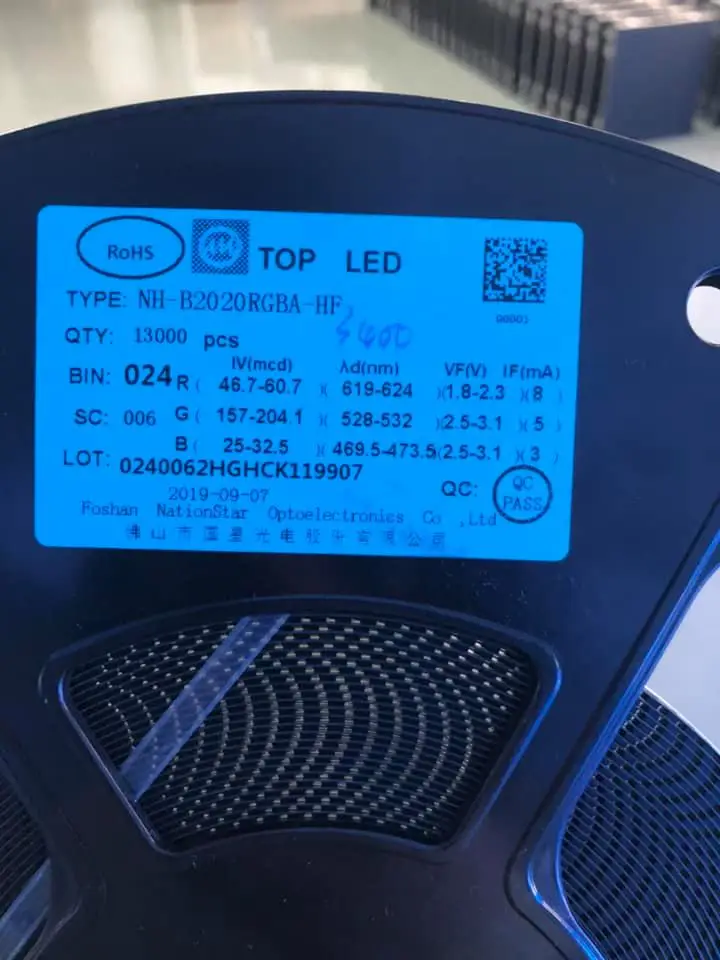 RoHS
TOP LED
00003
TYPE: NH-B2020RGBA-HF
QTY: 13000 pcs
IV(mcd) λd(nm) VF(V) IF(mA)
BIN: 024 R ( 46.7-60.7 )( 619-624 )(1.8-2.3 )(8 )
SC: 006 G ( 157-204.1 )( 528-532 )(2.5-3.1 )(5 )
B ( 25-32.5 )( 469.5-473.5(2.5-3.1 )(3 )
LOT: 0240062HGHCK119907
2019-09-07
QC: QC PASS
Foshan NationStar Optoelectronics Co ,Ltd
佛山市国星光电股份有限公司